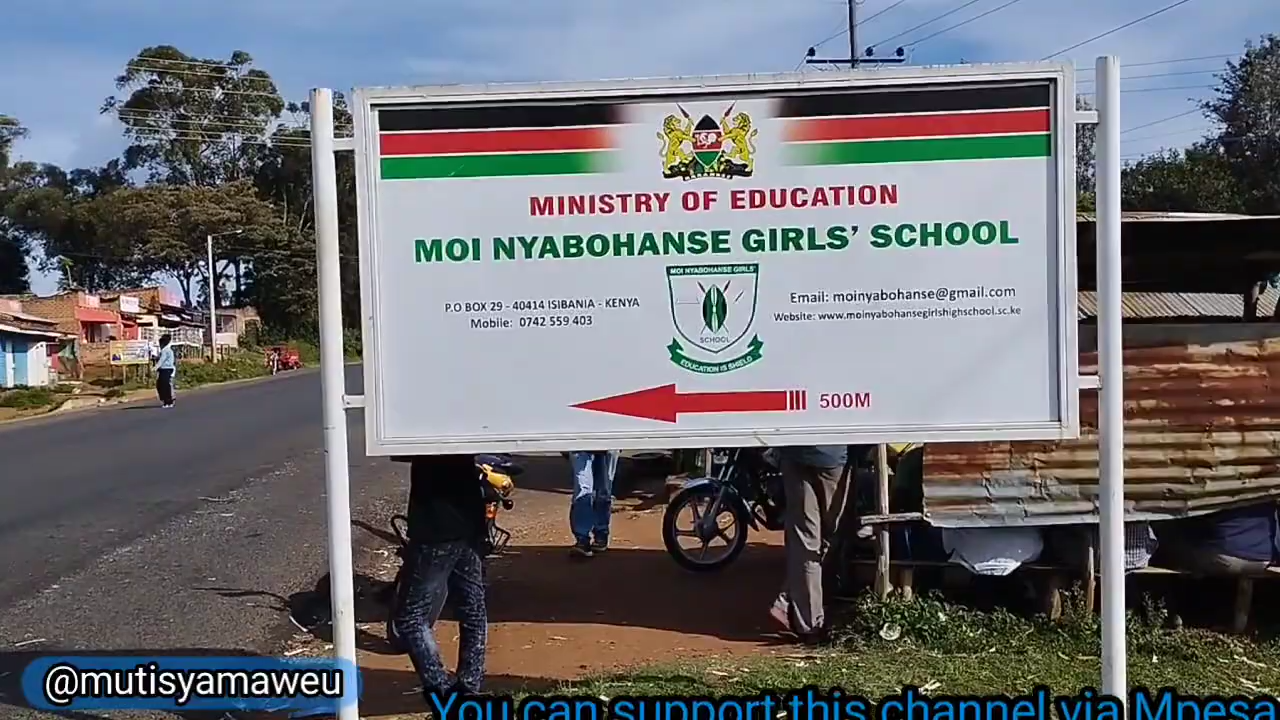 MINISTRY OF EDUCATION
MOI NYABOHANSE GIRLS' SCHOOL
P.O BOX 29 - 40414 ISIBANIA - KENYA
Mobile: 0742 559 403
MOI NYABOHANSE GIRLS'
SCHOOL
EDUCATION IS SHIELD
Email: moinyabohanse@gmail.com
Website: www.moinyabohansegirlshighschool.sc.ke
500M
@mutisyamaweu
You can support this channel via Mpesa